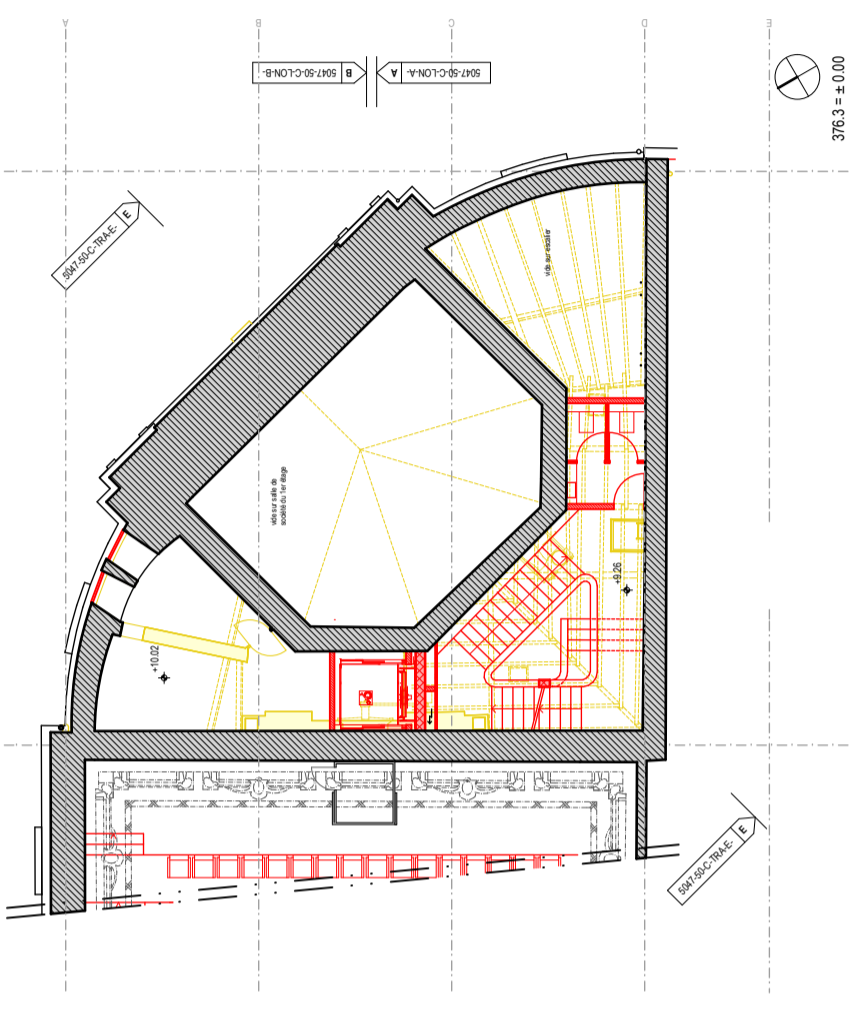 A
B
C
D
E
5047-50-C-LON-B-
B
A
5047-50-C-LON-A-
376.3 = ± 0.00
5047-50-C-TRA-E-
E
vide sur escalier
vide sur salle de
société du 1er étage
+9.26
+10.02
5047-50-C-TRA-E-
E